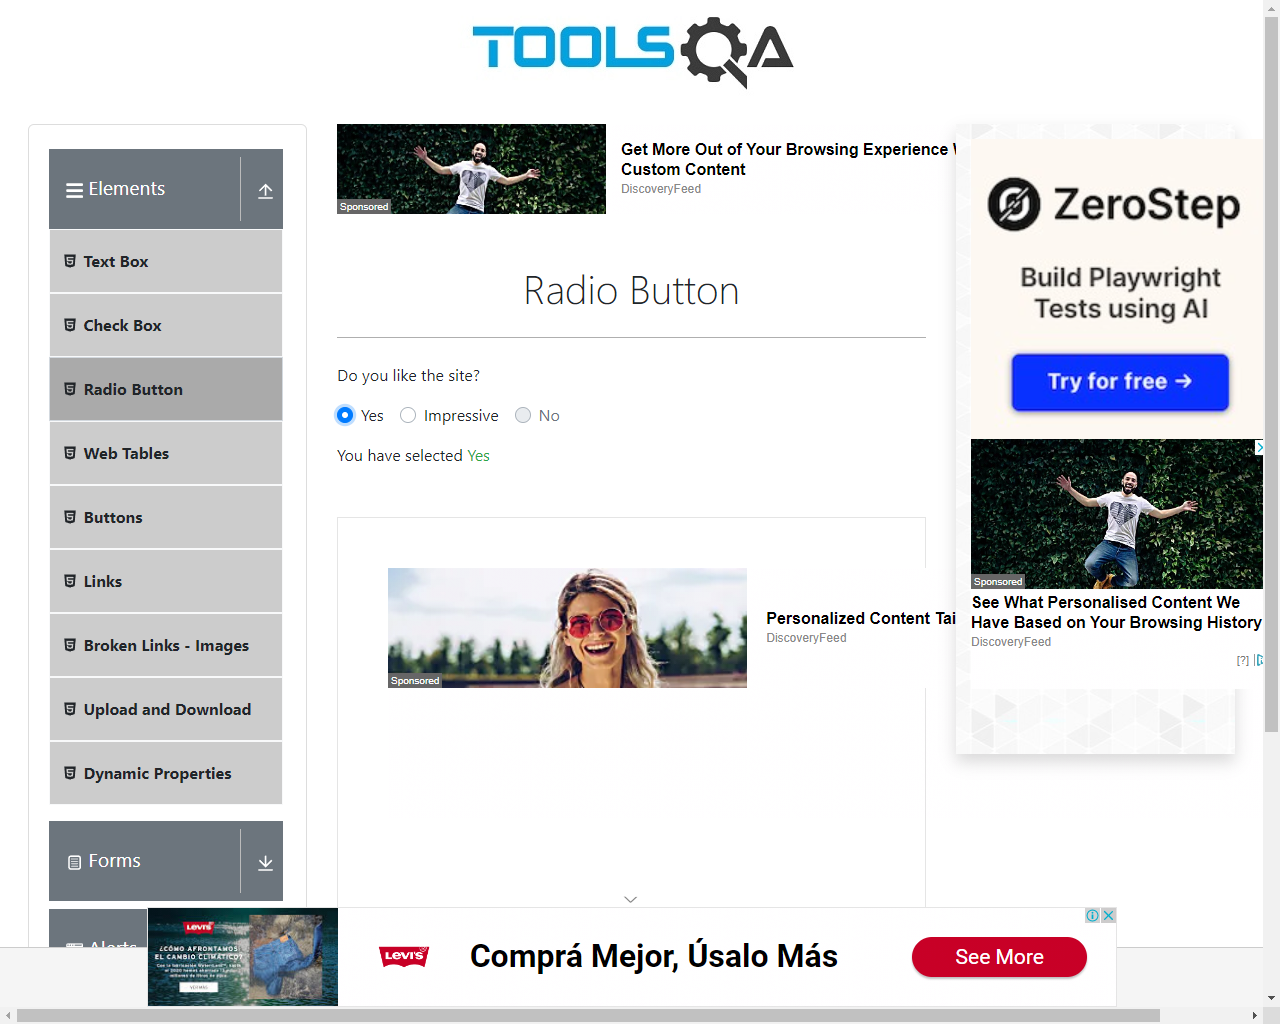 TOOLSQA
Elements
Text Box
Check Box
Radio Button
Web Tables
Buttons
Links
Broken Links - Images
Upload and Download
Dynamic Properties
Forms
Alerts
Sponsored
Get More Out of Your Browsing Experience
Custom Content
DiscoveryFeed
Radio Button
Do you like the site?
Yes
Impressive
No
You have selected Yes
Sponsored
Personalized Content Tai
DiscoveryFeed
ZeroStep
Build Playwright
Tests using AI
Try for free →
Sponsored
See What Personalised Content We
Have Based on Your Browsing History
DiscoveryFeed
[?]
LEVI'S
¿CÓMO AFRONTAMOS
EL CAMBIO CLIMÁTICO?
VER MÁS
LEVI'S
Comprá Mejor, Úsalo Más
See More